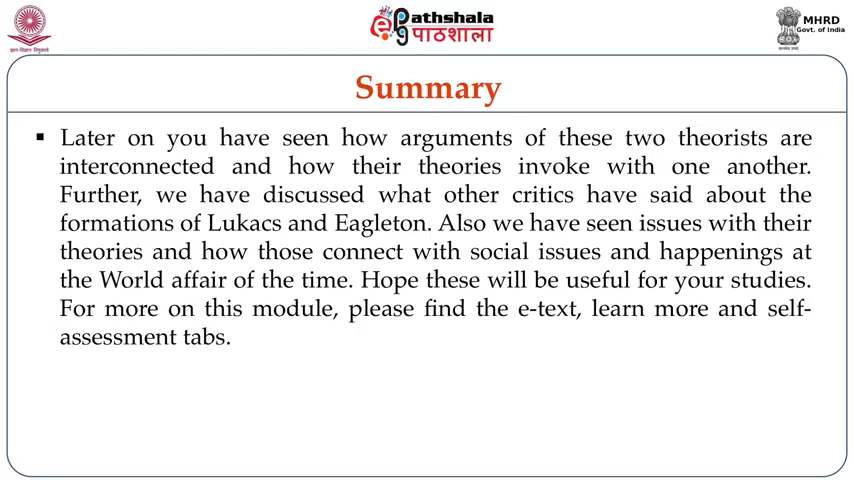 ePG Pathshala
पाठशाला
MHRD
Govt. of India
Summary
▪ Later on you have seen how arguments of these two theorists are
interconnected and how their theories invoke with one another.
Further, we have discussed what other critics have said about the
formations of Lukacs and Eagleton. Also we have seen issues with their
theories and how those connect with social issues and happenings at
the World affair of the time. Hope these will be useful for your studies.
For more on this module, please find the e-text, learn more and self-
assessment tabs.